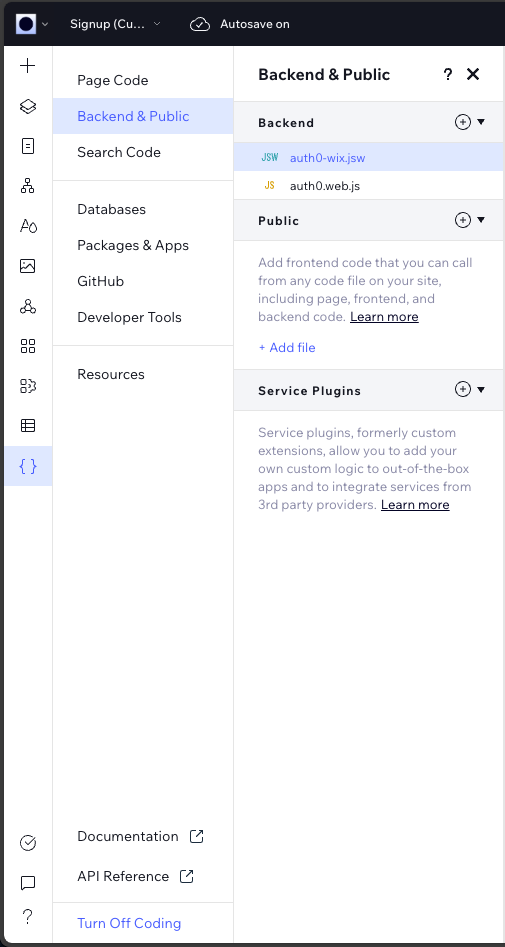 Signup (Cu...
Autosave on
Page Code
Backend & Public
Search Code
Databases
Packages & Apps
GitHub
Developer Tools
Resources
Documentation
API Reference
Turn Off Coding
Backend & Public
?
Backend
JSW auth0-wix.jsw
JS auth0.web.js
Public
Add frontend code that you can call
from any code file on your site,
including page, frontend, and
backend code. Learn more
+ Add file
Service Plugins
Service plugins, formerly custom
extensions, allow you to add your
own custom logic to out-of-the-box
apps and to integrate services from
3rd party providers. Learn more